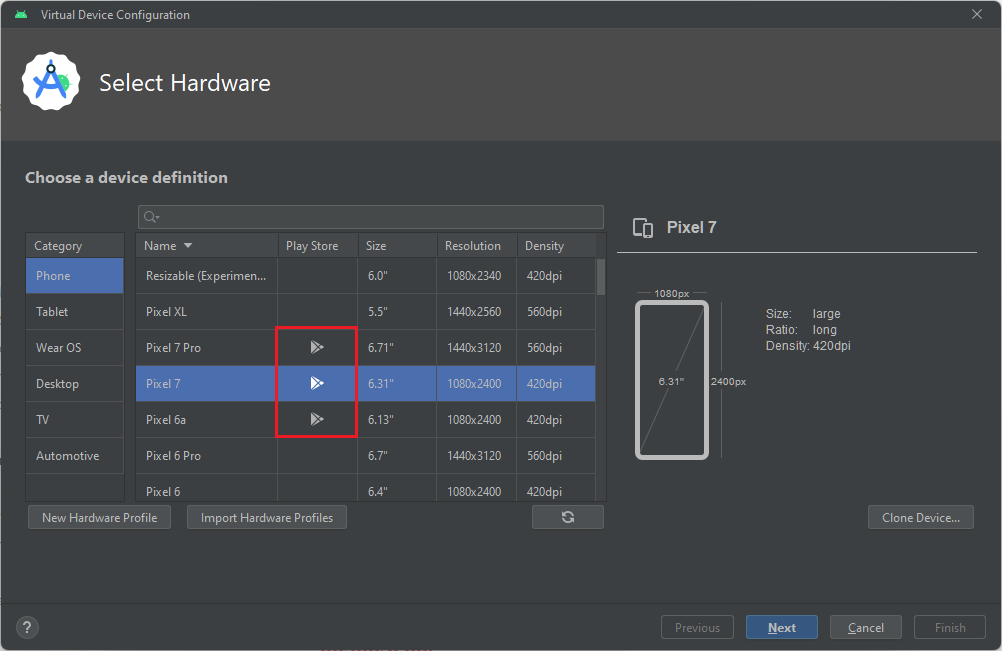 Virtual Device Configuration
Select Hardware
Choose a device definition
Category
Phone
Tablet
Wear OS
Desktop
TV
Automotive
Name Play Store Size Resolution Density
Resizable (Experimen... 6.0" 1080x2340 420dpi
Pixel XL 5.5" 1440x2560 560dpi
Pixel 7 Pro 6.71" 1440x3120 560dpi
Pixel 7 6.31" 1080x2400 420dpi
Pixel 6a 6.13" 1080x2400 420dpi
Pixel 6 Pro 6.7" 1440x3120 560dpi
Pixel 6 6.4" 1080x2400 420dpi
New Hardware Profile
Import Hardware Profiles
Pixel 7
1080px
6.31"
2400px
Size: large
Ratio: long
Density: 420dpi
Clone Device...
?
Previous
Next
Cancel
Finish